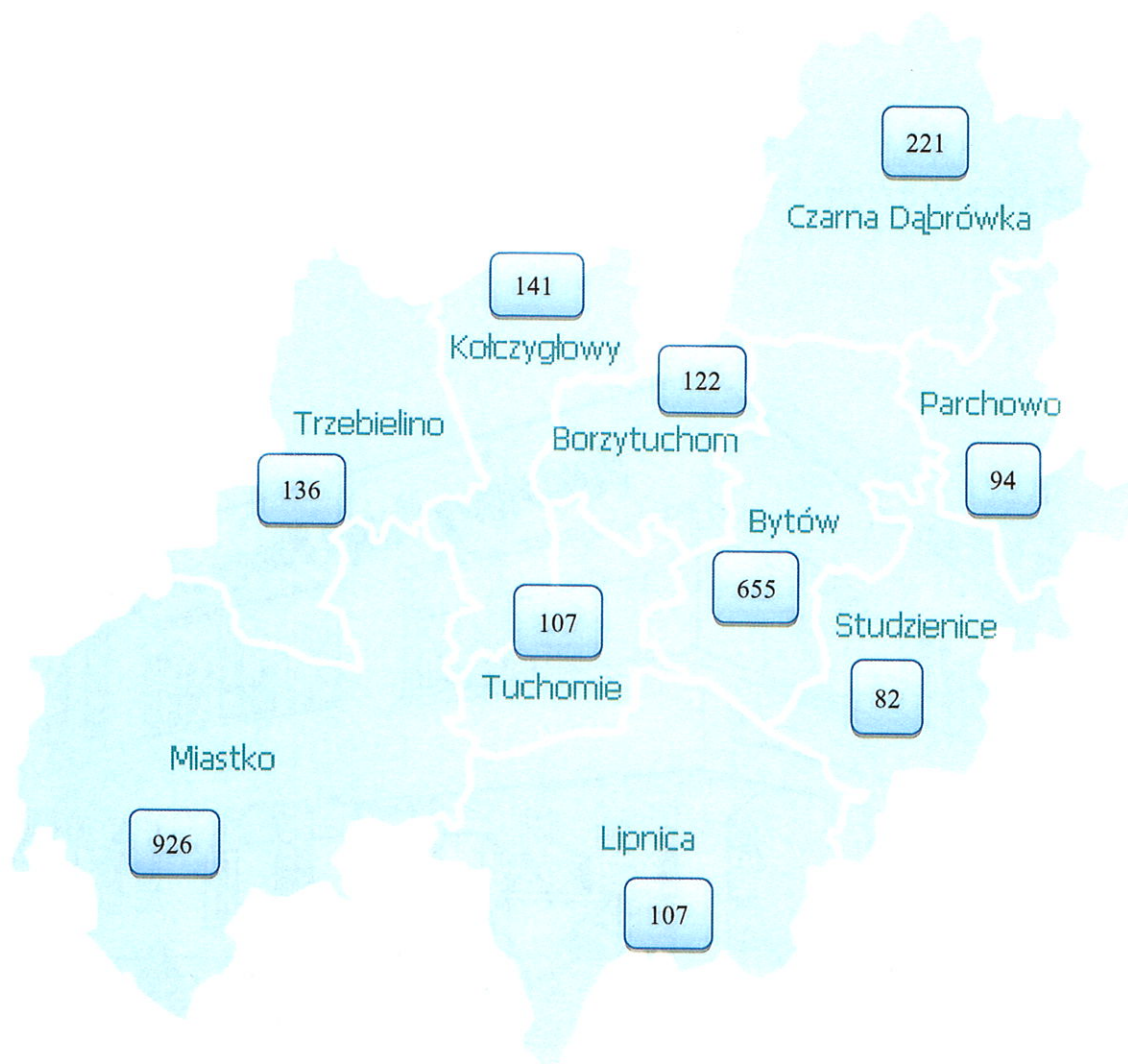 221
Czarna Dąbrówka
141
Kołczygłowy
122
Borzytuchom
Parchowo
94
Trzebielino
136
Bytów
655
107
Tuchomie
Studzienice
82
Miastko
926
Lipnica
107